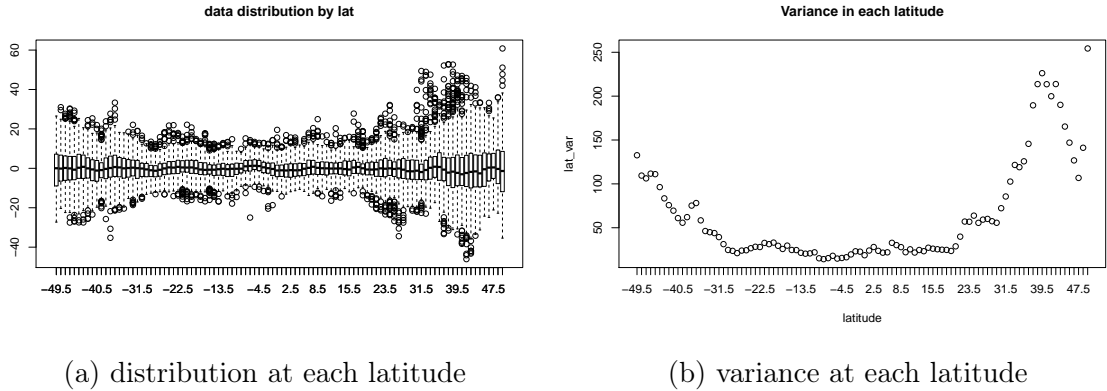 data distribution by lat
60
40
20
0
−20
−40
−49.5 −40.5 −31.5 −22.5 −13.5 −4.5 2.5 8.5 15.5 23.5 31.5 39.5 47.5
(a) distribution at each latitude
Variance in each latitude
lat_var
250
200
150
100
50
−49.5 −40.5 −31.5 −22.5 −13.5 −4.5 2.5 8.5 15.5 23.5 31.5 39.5 47.5
latitude
(b) variance at each latitude